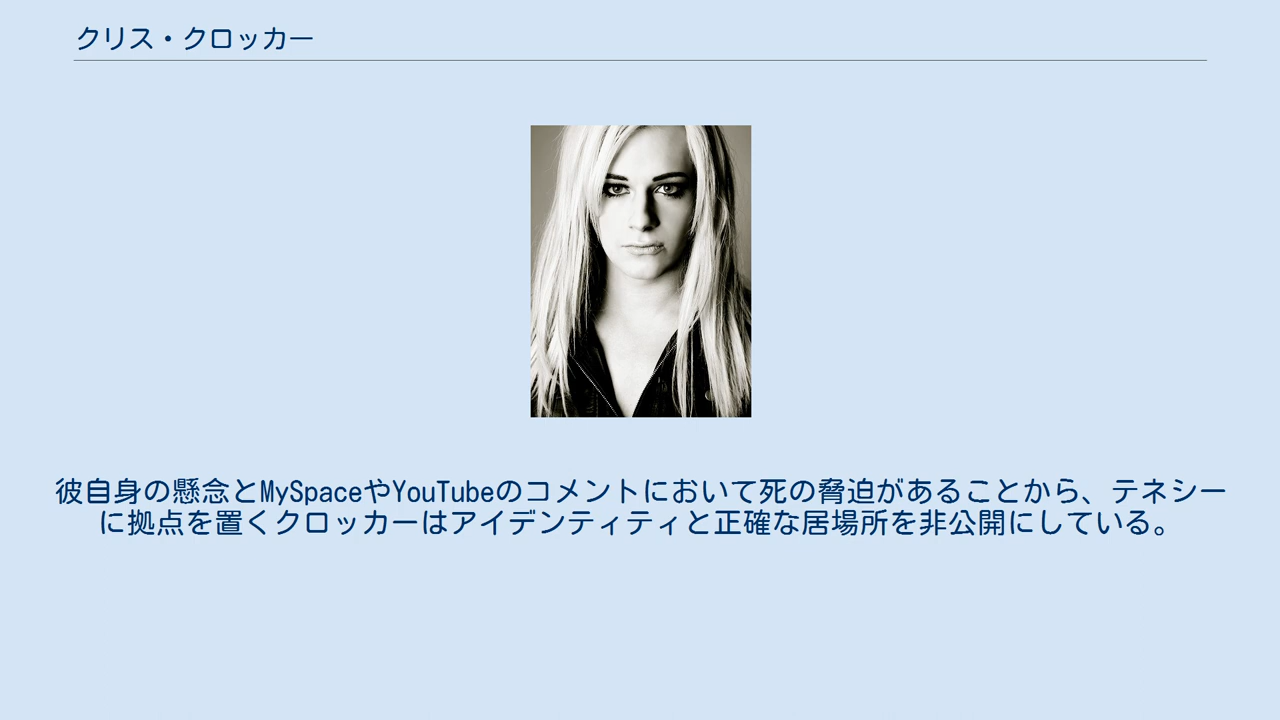 クリス・クロッカー
彼自身の懸念とMySpaceやYouTubeのコメントにおいて死の脅迫があることから、テネシー
に拠点を置くクロッカーはアイデンティティと正確な居場所を非公開にしている。